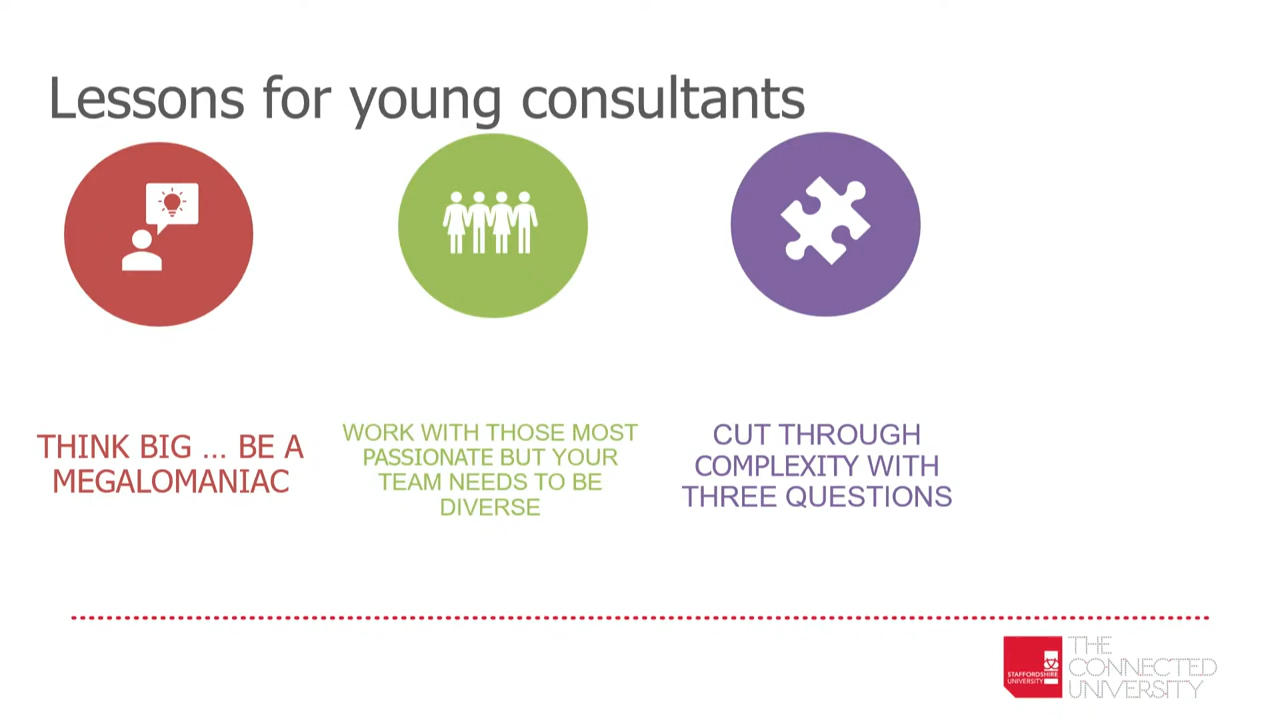 Lessons for young consultants
THINK BIG ... BE A
MEGALOMANIAC
WORK WITH THOSE MOST
PASSIONATE BUT YOUR
TEAM NEEDS TO BE
DIVERSE
CUT THROUGH
COMPLEXITY WITH
THREE QUESTIONS
STAFFORDSHIRE
UNIVERSITY
THE
CONNECTED
UNIVERSITY